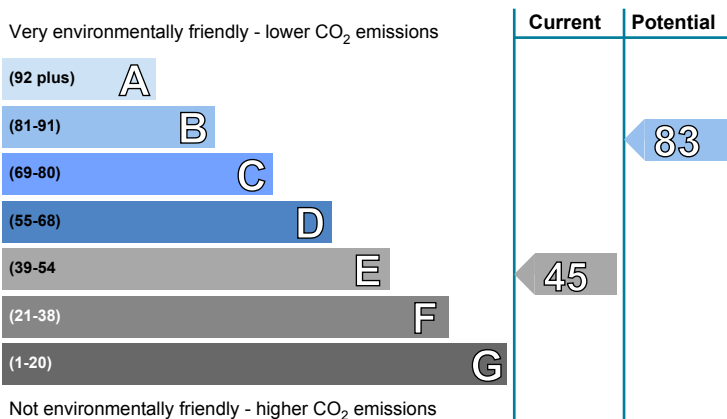 Current Potential
Very environmentally friendly - lower CO2 emissions
(92 plus) A
(81-91) B
83
(69-80) C
(55-68) D
(39-54 E
45
(21-38) F
(1-20) G
Not environmentally friendly - higher CO2 emissions